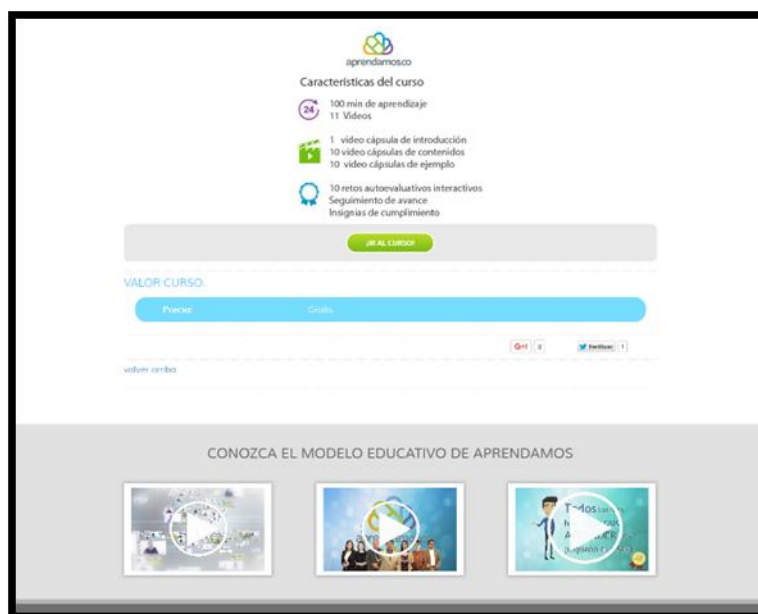 aprendamos.co
Características del curso
24
100 min de aprendizaje
11 Videos
1 video cápsula de introducción
10 video cápsulas de contenidos
10 video cápsulas de ejemplo
10 retos autoevaluativos interactivos
Seguimiento de avance
Insignias de cumplimiento
¡IR AL CURSO!
VALOR CURSO.
Precio: Gratis
G+1 0 Twittear 1
volver arriba
CONOZCA EL MODELO EDUCATIVO DE APRENDAMOS
Todos